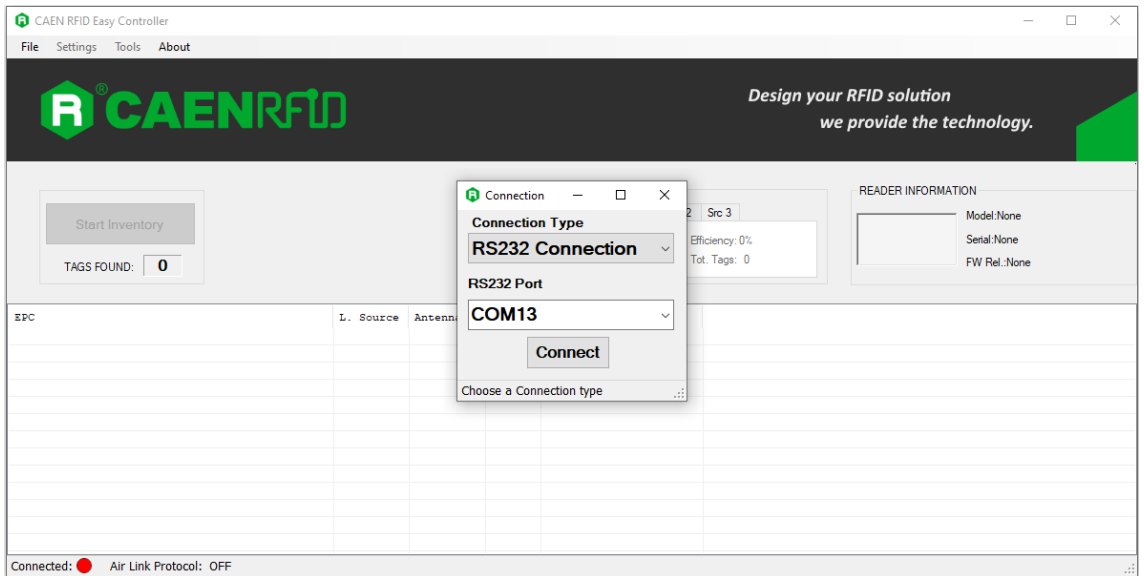 CAEN RFID Easy Controller
File Settings Tools About
R ® CAENRFID
Design your RFID solution
we provide the technology.
Start Inventory
TAGS FOUND: 0
Connection
Connection Type
RS232 Connection
RS232 Port
COM13
Connect
Choose a Connection type
2 Src 3
Efficiency: 0%
Tot. Tags: 0
READER INFORMATION
Model:None
Serial:None
FW Rel.:None
EPC L. Source Antenna
Connected: Air Link Protocol: OFF